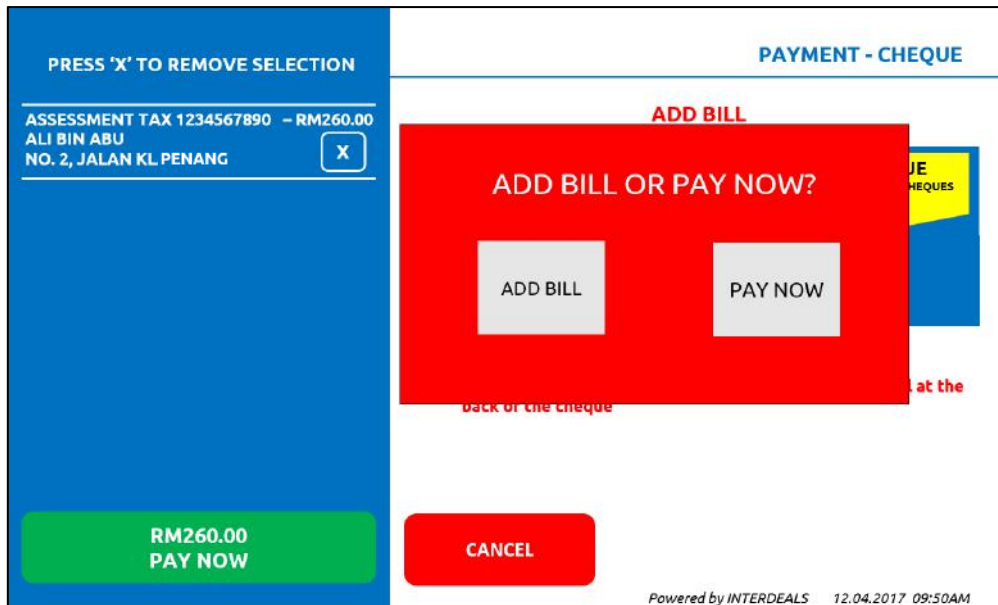 PRESS ‘X’ TO REMOVE SELECTION
ASSESSMENT TAX 1234567890 – RM260.00
ALI BIN ABU
NO. 2, JALAN KL PENANG
X
RM260.00
PAY NOW
PAYMENT - CHEQUE
ADD BILL
ADD BILL OR PAY NOW?
ADD BILL
PAY NOW
at the
back of the cheque
CANCEL
Powered by INTERDEALS 12.04.2017 09:50AM